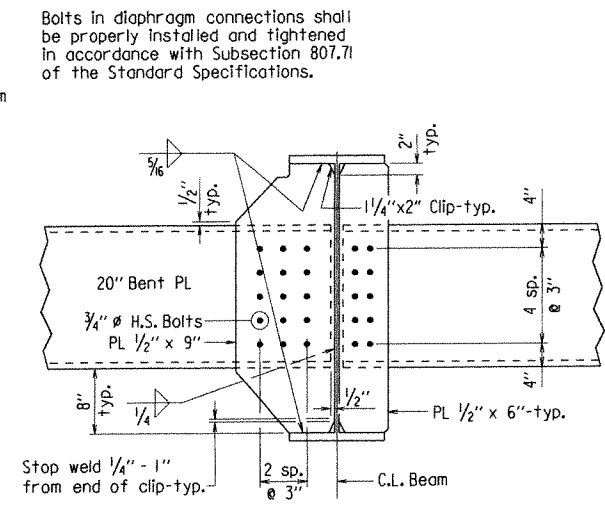 Bolts in diaphragm connections shall
be properly installed and tightened
in accordance with Subsection 807.71
of the Standard Specifications.
m
5/16
2"
typ.
1/2"
typ.
1 1/4"x2" Clip-typ.
4"
20" Bent PL
4 sp.
@ 3"
3/4" ø H.S. Bolts
PL 1/2" x 9"
8"
typ.
1/4
1/2"
4"
PL 1/2" x 6"-typ.
Stop weld 1/4" - 1"
from end of clip-typ.
2 sp.
@ 3"
C.L. Beam